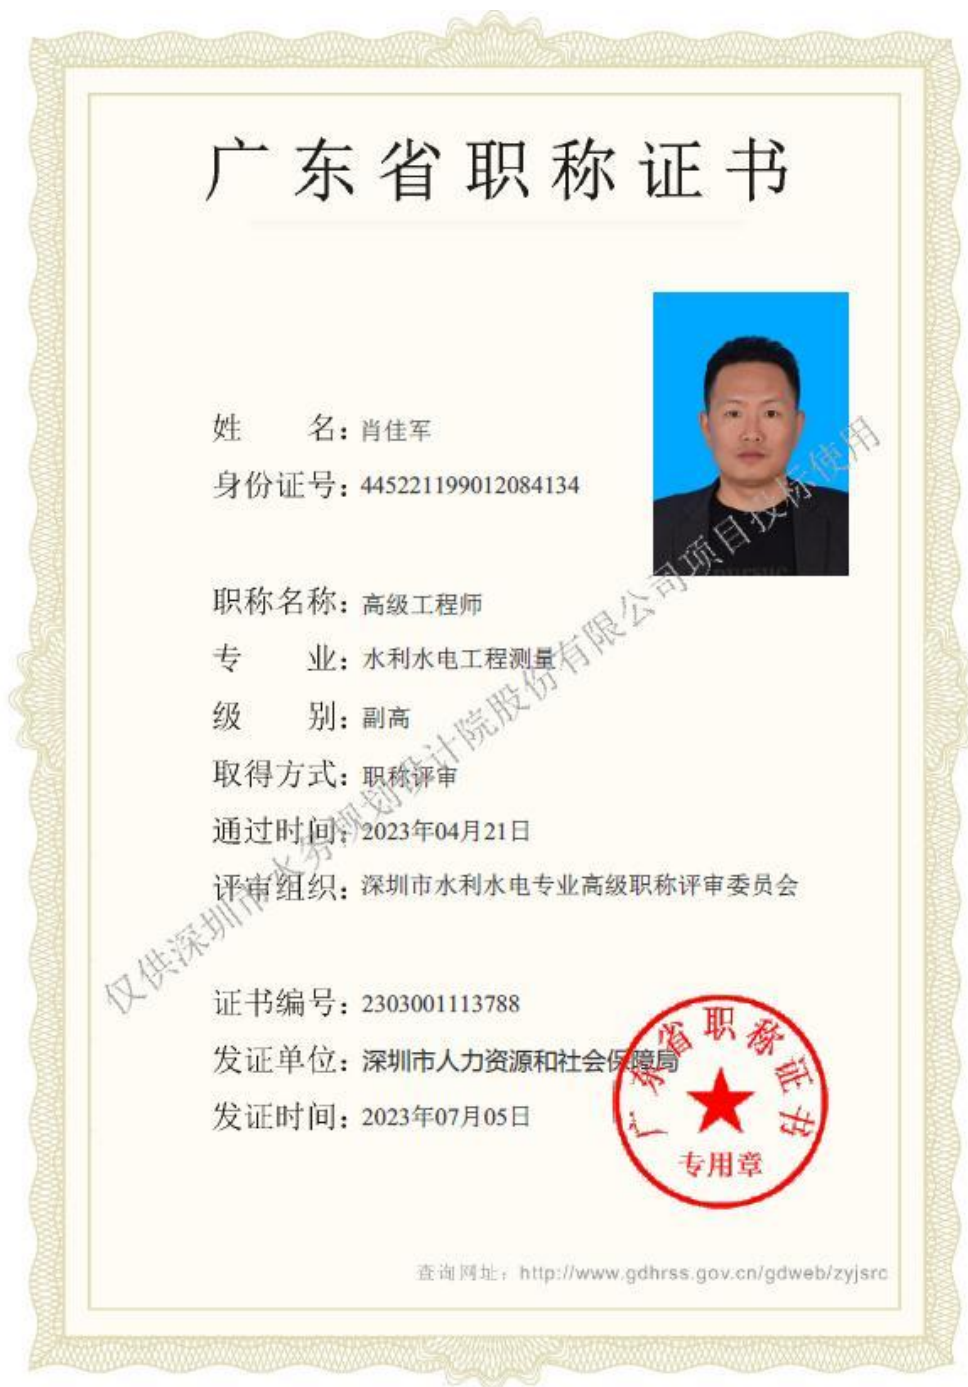 广东省职称证书
姓名：肖佳军
身份证号：445221199012084134
职称名称：高级工程师
专业：水利水电工程测量
级别：副高
取得方式：职称评审
通过时间：2023年04月21日
评审组织：深圳市水利水电专业高级职称评审委员会
证书编号：2303001113788
发证单位：深圳市人力资源和社会保障局
发证时间：2023年07月05日
广东省职称证书
专用章
查询网址：http://www.gdhrss.gov.cn/gdweb/zyjsrc
仅供深圳市水务规划设计院股份有限公司项目投标使用